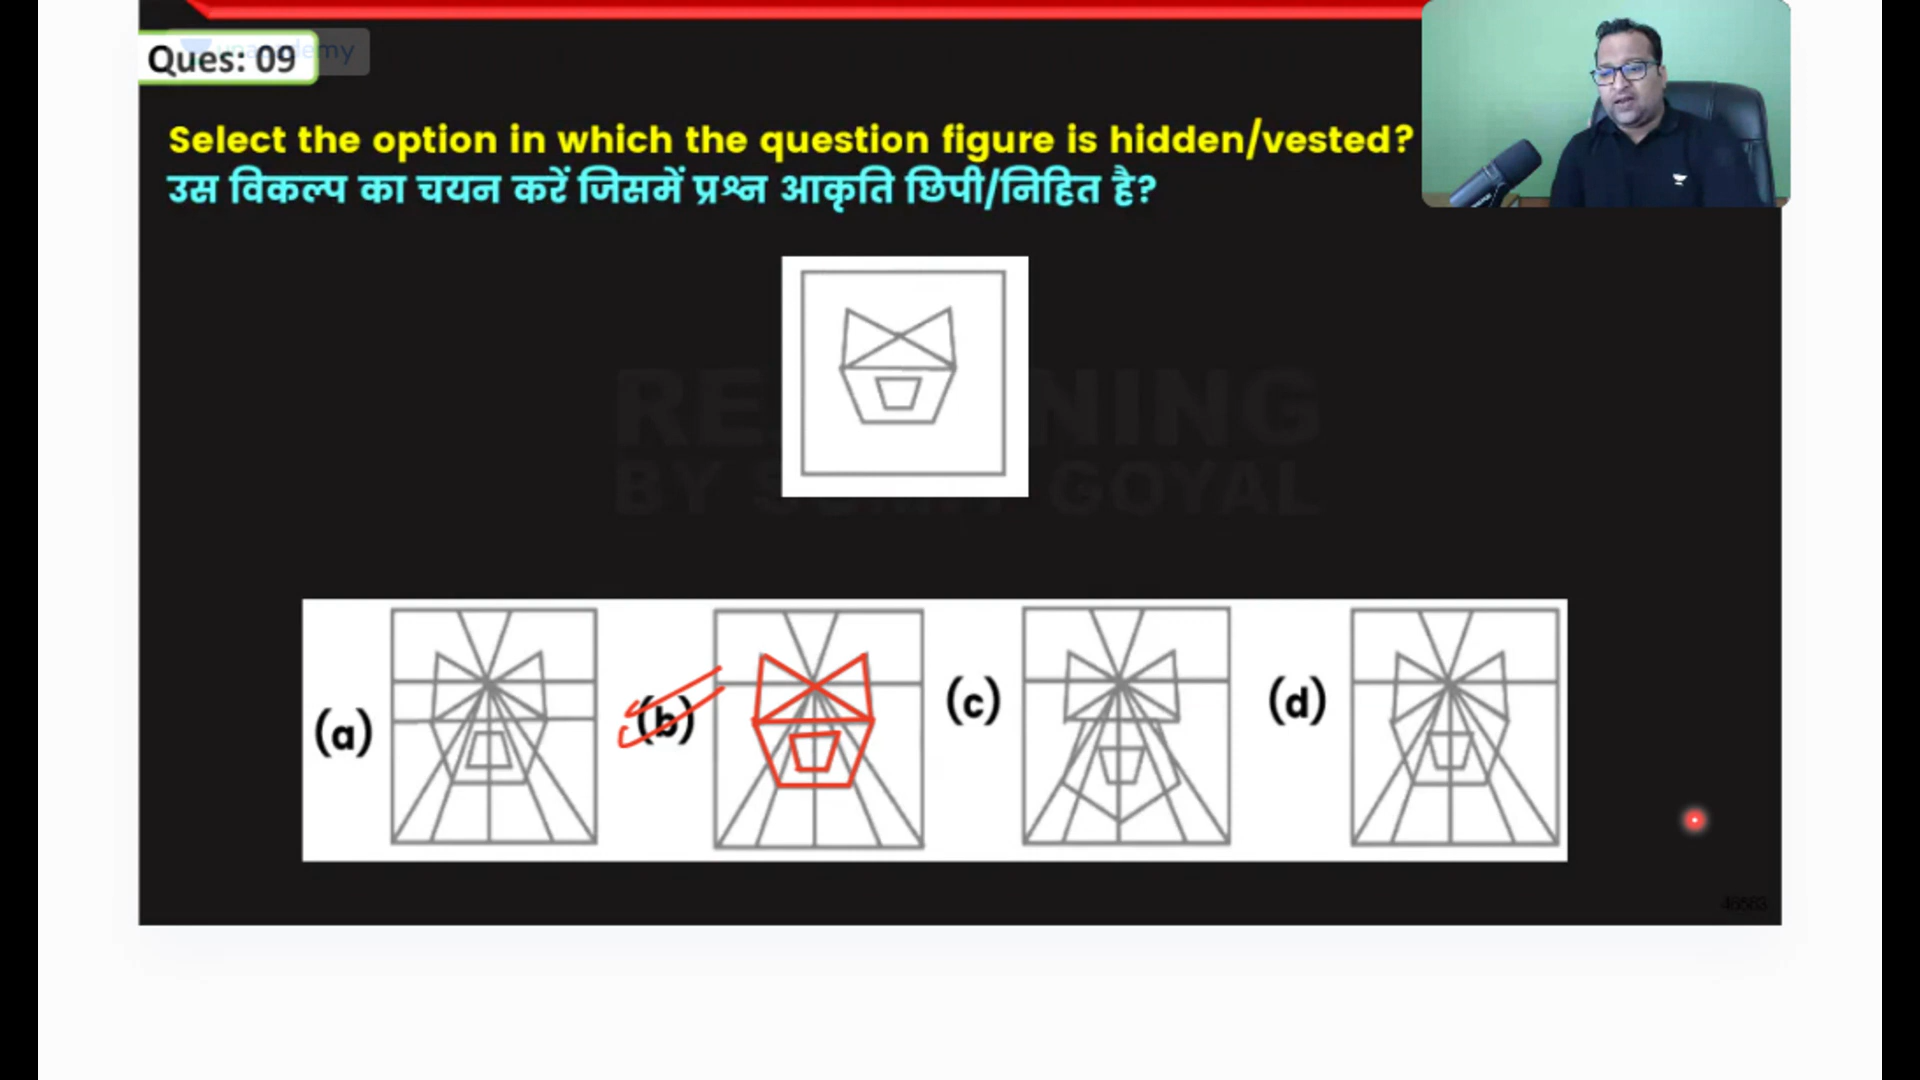 Ques: 09
unacademy
Select the option in which the question figure is hidden/vested?
उस विकल्प का चयन करें जिसमें प्रश्न आकृति छिपी/निहित है?
(a)
(b)
(c)
(d)